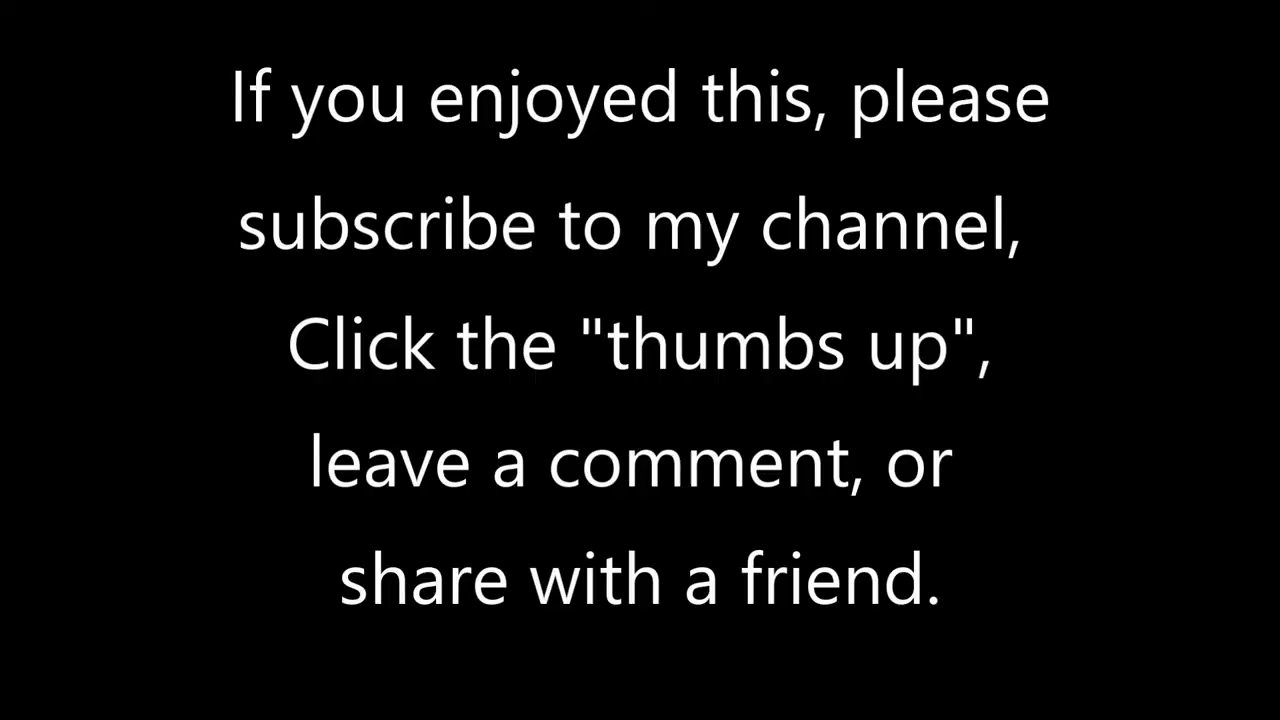 If you enjoyed this, please
subscribe to my channel,
Click the "thumbs up",
leave a comment, or
share with a friend.